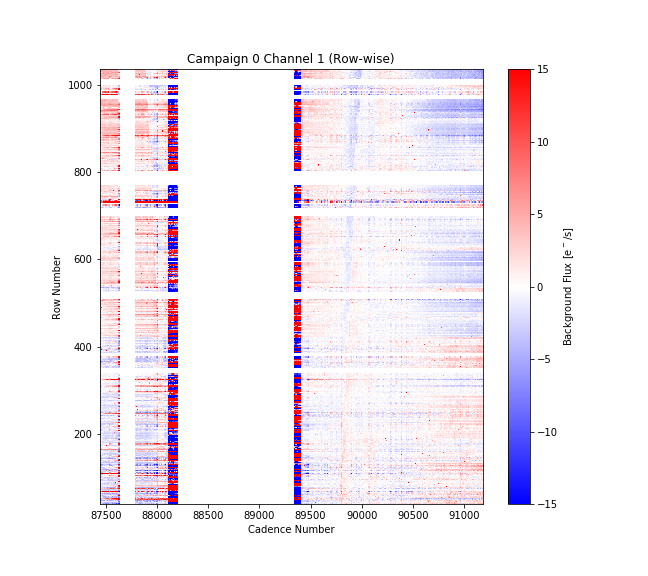 Campaign 0 Channel 1 (Row-wise)
1000
800
600
400
200
Row Number
87500 88000 88500 89000 89500 90000 90500 91000
Cadence Number
15
10
5
0
−5
−10
−15
Background Flux [e⁻/s]